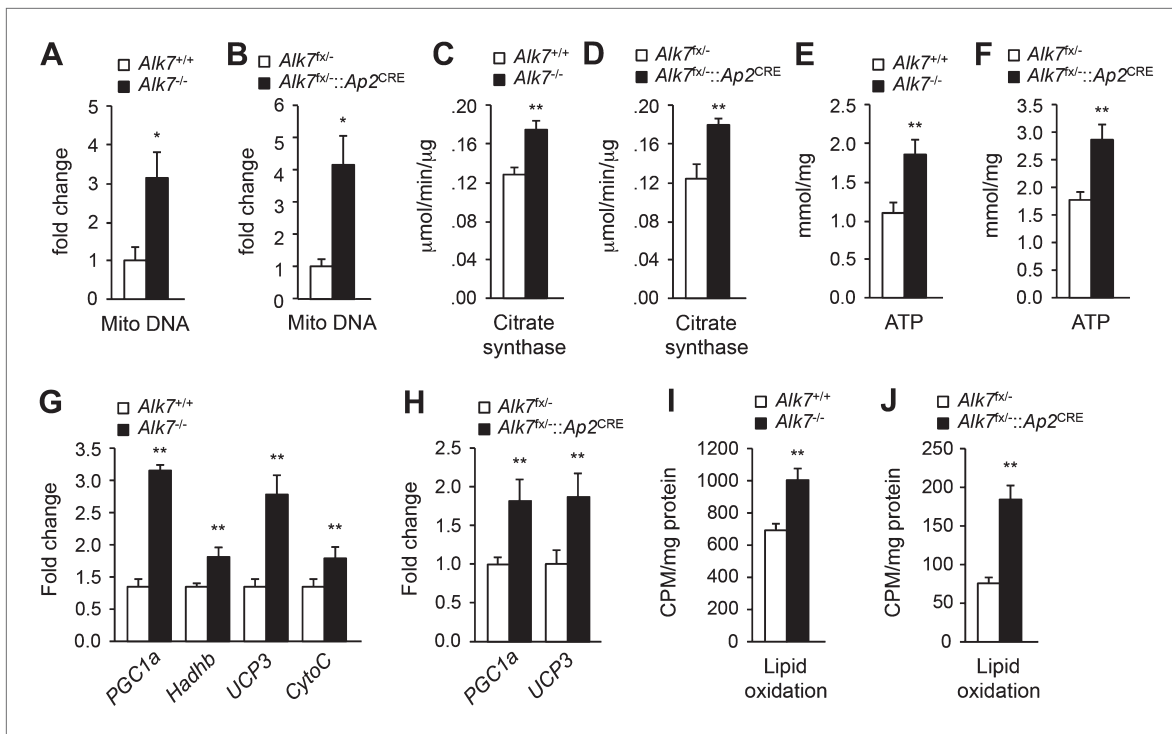 A
Alk7+/+
Alk7-/-
fold change
5
4
3
2
1
0
*
Mito DNA
B
Alk7fx/-
Alk7fx/-::Ap2CRE
fold change
6
5
4
3
2
1
0
*
Mito DNA
C
Alk7+/+
Alk7-/-
μmol/min/μg
.20
.16
.12
.08
.04
.00
**
Citrate
synthase
D
Alk7fx/-
Alk7fx/-::Ap2CRE
μmol/min/μg
.20
.16
.12
.08
.04
.00
**
Citrate
synthase
E
Alk7+/+
Alk7-/-
mmol/mg
2.5
2.0
1.5
1.0
0.5
0.0
**
ATP
F
Alk7fx/-
Alk7fx/-::Ap2CRE
mmol/mg
3.5
3.0
2.5
2.0
1.5
1.0
0.5
0.0
**
ATP
G
Alk7+/+
Alk7-/-
Fold change
3.5
3.0
2.5
1.8
1.5
0.5
0.0
**
**
**
**
PGC1a
Hadhb
UCP3
CytoC
H
Alk7fx/-
Alk7fx/-::Ap2CRE
Fold change
2.5
2.0
1.5
1.0
0.5
0.0
**
**
PGC1a
UCP3
I
Alk7+/+
Alk7-/-
CPM/mg protein
1200
1000
800
600
400
200
0
**
Lipid
oxidation
J
Alk7fx/-
Alk7fx/-::Ap2CRE
CPM/mg protein
250
200
150
100
50
0
**
Lipid
oxidation